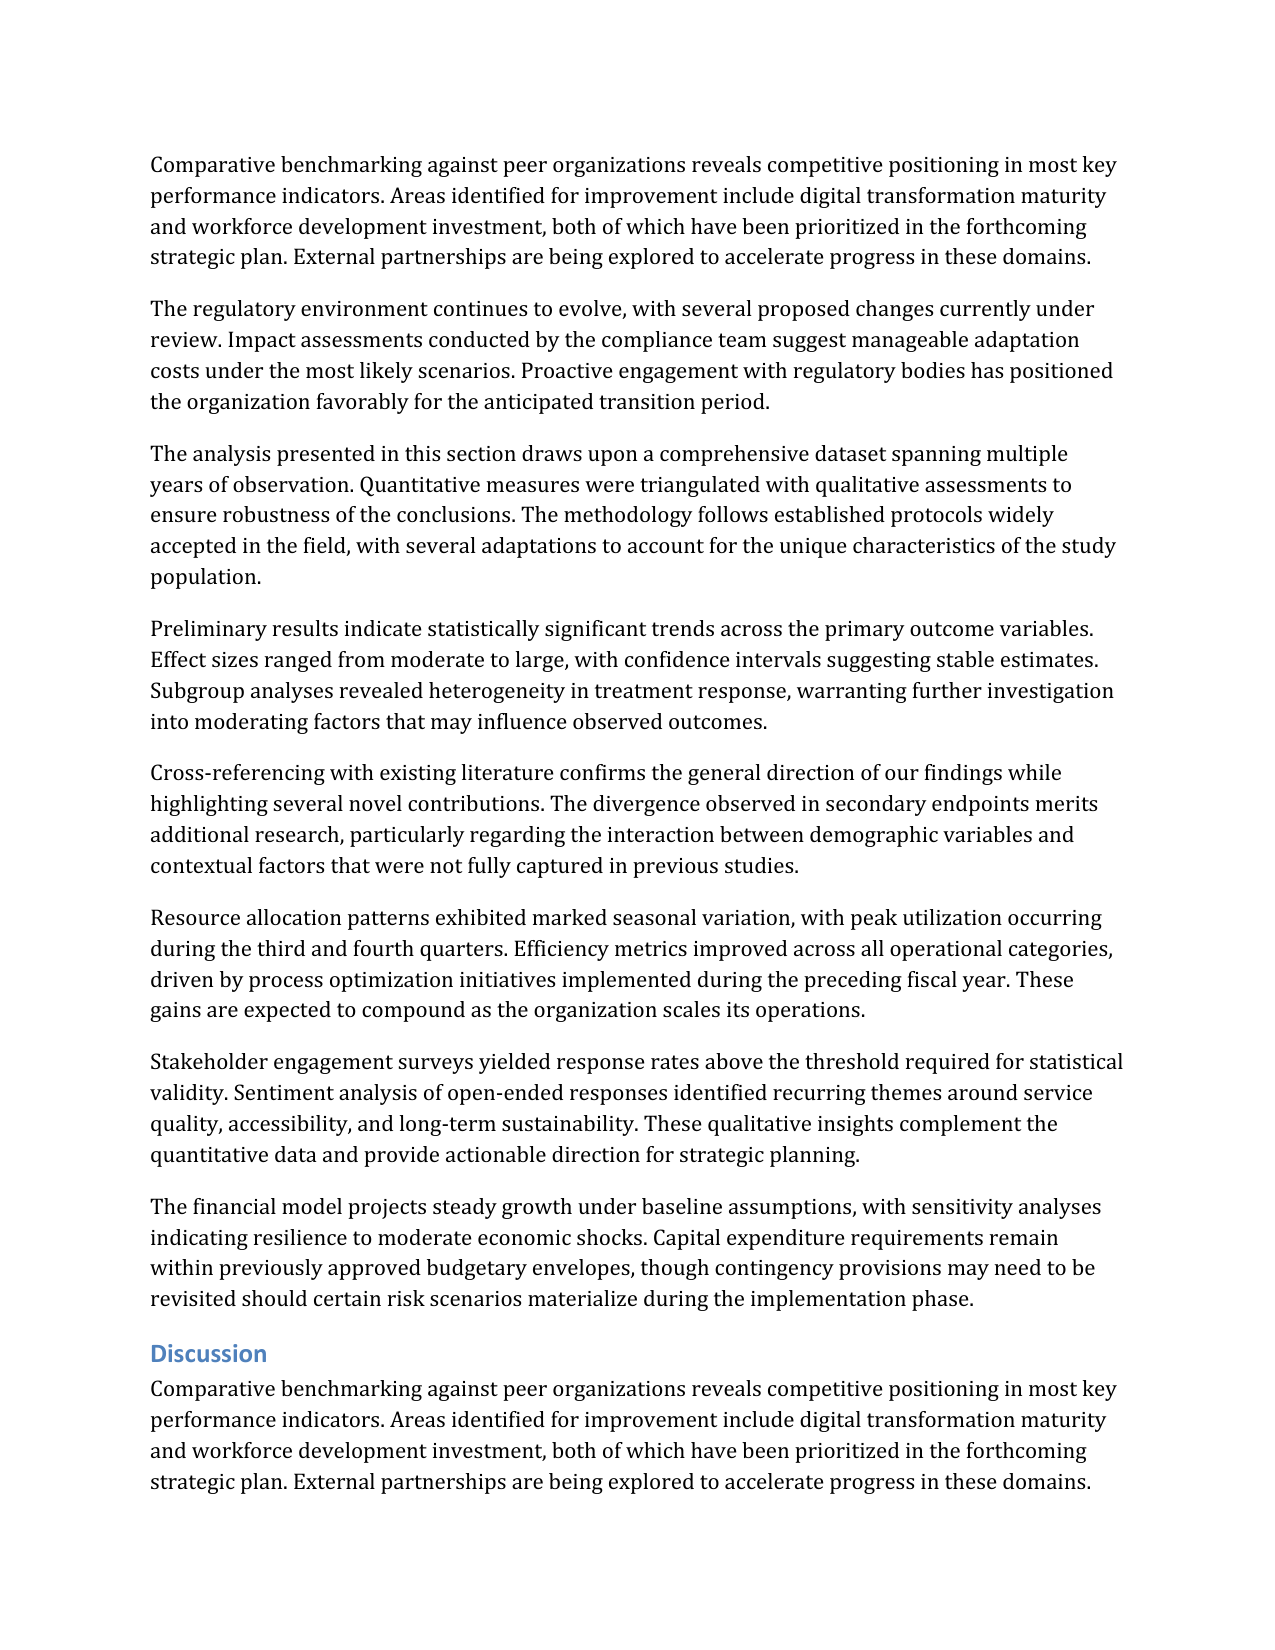 Comparative benchmarking against peer organizations reveals competitive positioning in most key
performance indicators. Areas identified for improvement include digital transformation maturity
and workforce development investment, both of which have been prioritized in the forthcoming
strategic plan. External partnerships are being explored to accelerate progress in these domains.
The regulatory environment continues to evolve, with several proposed changes currently under
review. Impact assessments conducted by the compliance team suggest manageable adaptation
costs under the most likely scenarios. Proactive engagement with regulatory bodies has positioned
the organization favorably for the anticipated transition period.
The analysis presented in this section draws upon a comprehensive dataset spanning multiple
years of observation. Quantitative measures were triangulated with qualitative assessments to
ensure robustness of the conclusions. The methodology follows established protocols widely
accepted in the field, with several adaptations to account for the unique characteristics of the study
population.
Preliminary results indicate statistically significant trends across the primary outcome variables.
Effect sizes ranged from moderate to large, with confidence intervals suggesting stable estimates.
Subgroup analyses revealed heterogeneity in treatment response, warranting further investigation
into moderating factors that may influence observed outcomes.
Cross-referencing with existing literature confirms the general direction of our findings while
highlighting several novel contributions. The divergence observed in secondary endpoints merits
additional research, particularly regarding the interaction between demographic variables and
contextual factors that were not fully captured in previous studies.
Resource allocation patterns exhibited marked seasonal variation, with peak utilization occurring
during the third and fourth quarters. Efficiency metrics improved across all operational categories,
driven by process optimization initiatives implemented during the preceding fiscal year. These
gains are expected to compound as the organization scales its operations.
Stakeholder engagement surveys yielded response rates above the threshold required for statistical
validity. Sentiment analysis of open-ended responses identified recurring themes around service
quality, accessibility, and long-term sustainability. These qualitative insights complement the
quantitative data and provide actionable direction for strategic planning.
The financial model projects steady growth under baseline assumptions, with sensitivity analyses
indicating resilience to moderate economic shocks. Capital expenditure requirements remain
within previously approved budgetary envelopes, though contingency provisions may need to be
revisited should certain risk scenarios materialize during the implementation phase.
Discussion
Comparative benchmarking against peer organizations reveals competitive positioning in most key
performance indicators. Areas identified for improvement include digital transformation maturity
and workforce development investment, both of which have been prioritized in the forthcoming
strategic plan. External partnerships are being explored to accelerate progress in these domains.